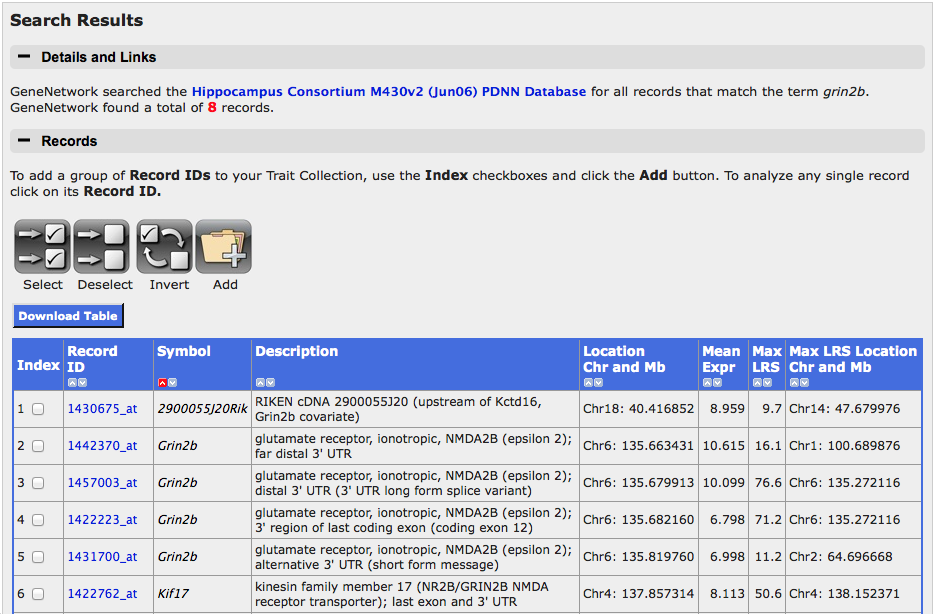 Search Results
Details and Links
GeneNetwork searched the Hippocampus Consortium M430v2 (Jun06) PDNN Database for all records that match the term grin2b.
GeneNetwork found a total of 8 records.
Records
To add a group of Record IDs to your Trait Collection, use the Index checkboxes and click the Add button. To analyze any single record
click on its Record ID.
Select Deselect Invert Add
Download Table
Index Record ID Symbol Description Location Chr and Mb Mean Expr Max LRS Max LRS Location Chr and Mb
1 1430675_at 2900055J20Rik RIKEN cDNA 2900055J20 (upstream of Kctd16, Grin2b covariate) Chr18: 40.416852 8.959 9.7 Chr14: 47.679976
2 1442370_at Grin2b glutamate receptor, ionotropic, NMDA2B (epsilon 2); far distal 3' UTR Chr6: 135.663431 10.615 16.1 Chr1: 100.689876
3 1457003_at Grin2b glutamate receptor, ionotropic, NMDA2B (epsilon 2); distal 3' UTR (3' UTR long form splice variant) Chr6: 135.679913 10.099 76.6 Chr6: 135.272116
4 1422223_at Grin2b glutamate receptor, ionotropic, NMDA2B (epsilon 2); 3' region of last coding exon (coding exon 12) Chr6: 135.682160 6.798 71.2 Chr6: 135.272116
5 1431700_at Grin2b glutamate receptor, ionotropic, NMDA2B (epsilon 2); alternative 3' UTR (short form message) Chr6: 135.819760 6.998 11.2 Chr2: 64.696668
6 1422762_at Kif17 kinesin family member 17 (NR2B/GRIN2B NMDA receptor transporter); last exon and 3' UTR Chr4: 137.857314 8.113 50.6 Chr4: 138.152371